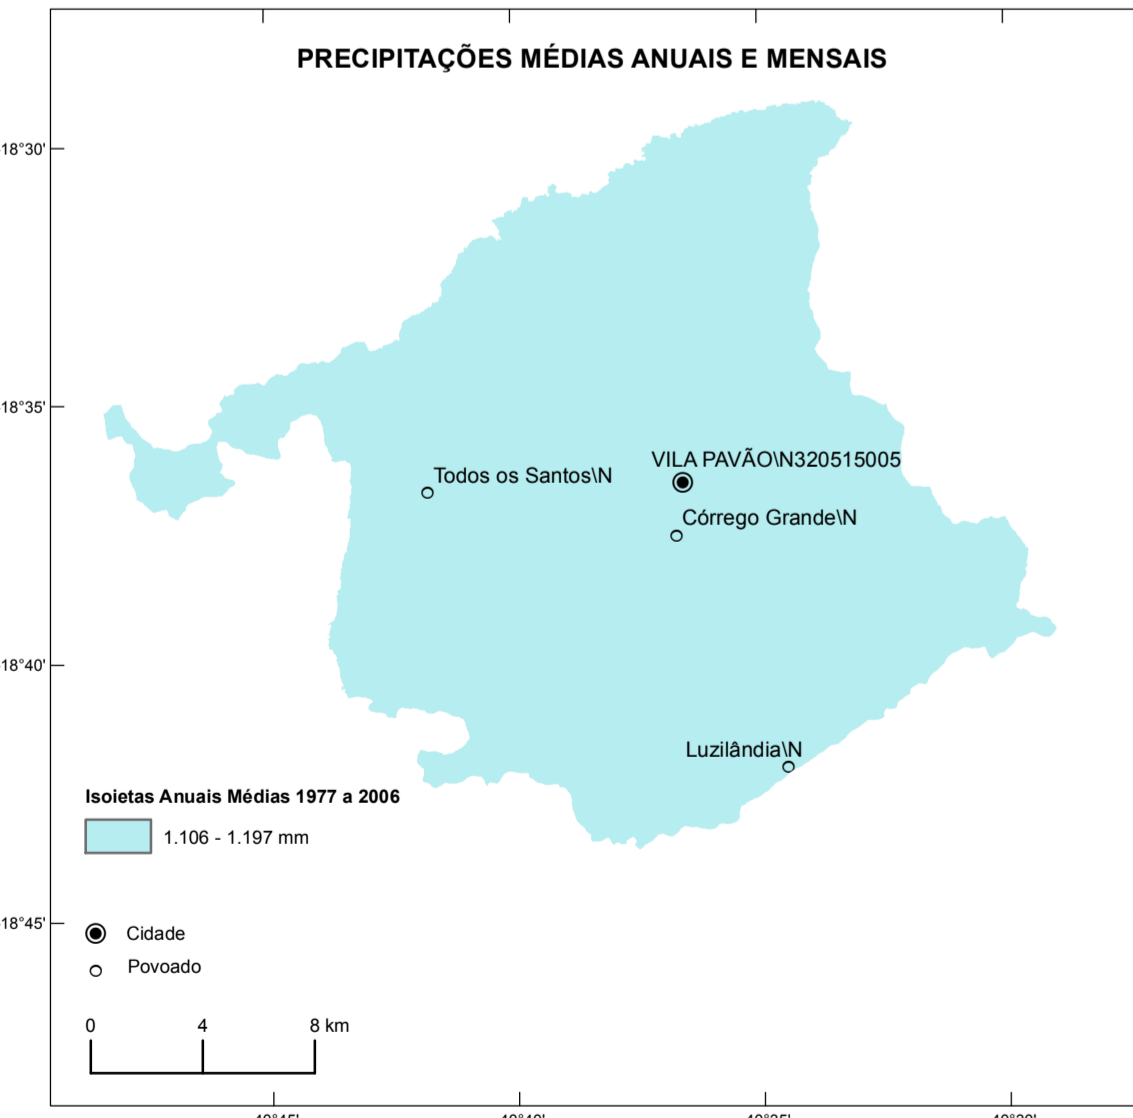 PRECIPITAÇÕES MÉDIAS ANUAIS E MENSAIS
18°30'
18°35'
VILA PAVÃO\N320515005
Todos os Santos\N
Córrego Grande\N
18°40'
Luzilândia\N
Isoietas Anuais Médias 1977 a 2006
1.106 - 1.197 mm
18°45'
Cidade
Povoado
0 4 8 km